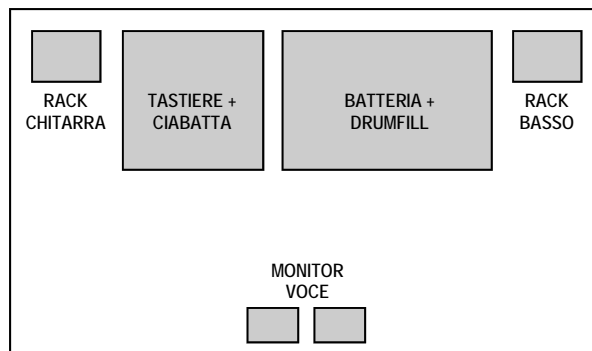 RACK
CHITARRA
TASTIERE +
CIABATTA
BATTERIA +
DRUMFILL
RACK
BASSO
MONITOR
VOCE